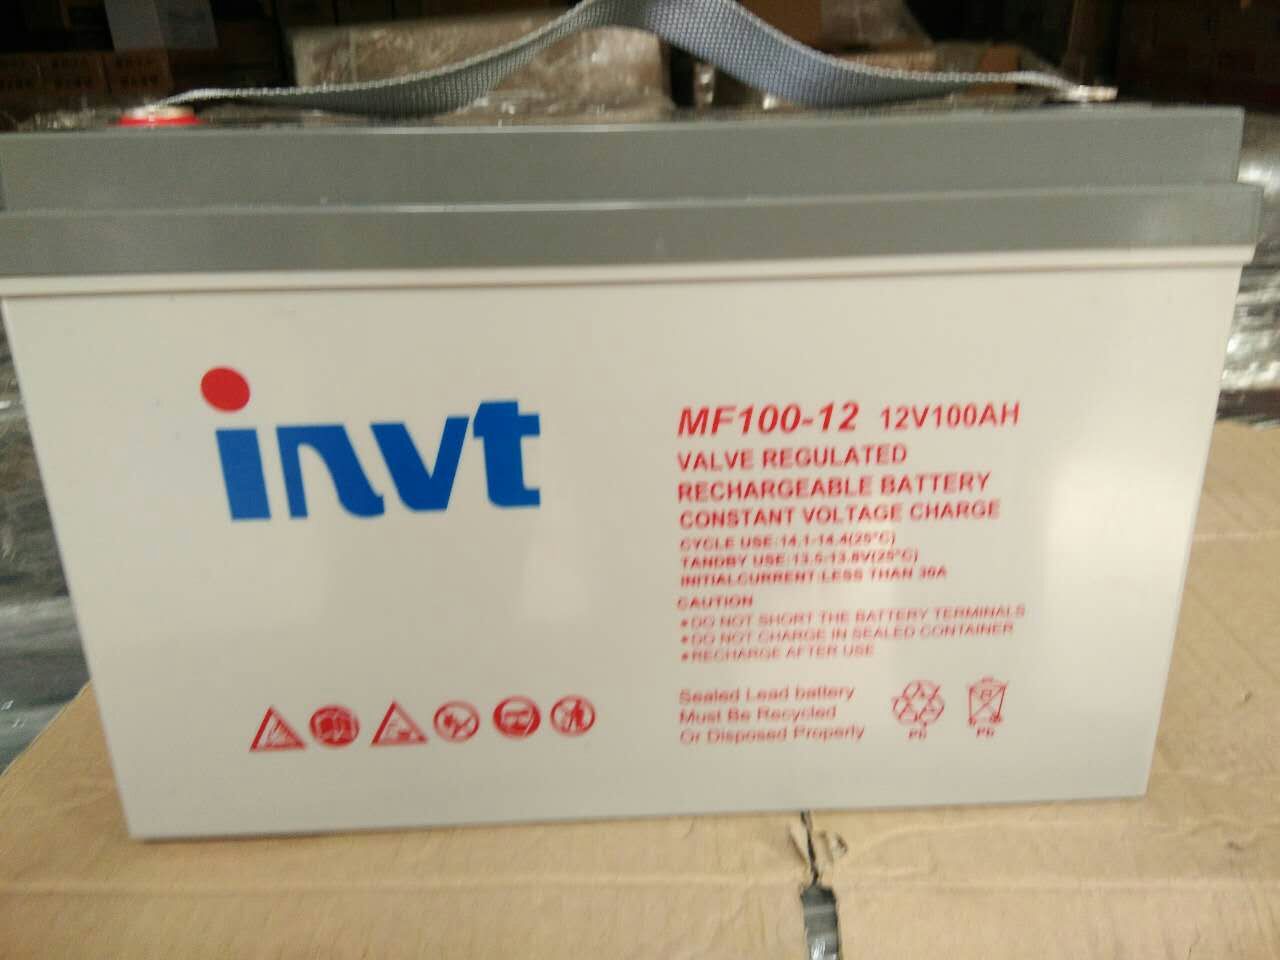 invt
MF100-12 12V100AH
VALVE REGULATED
RECHARGEABLE BATTERY
CONSTANT VOLTAGE CHARGE
CYCLE USE:14.1-14.4(25°C)
TANDBY USE:13.5-13.8V(25°C)
INITIALCURRENT:LESS THAN 30A
CAUTION
•DO NOT SHORT THE BATTERY TERMINALS
•DO NOT CHARGE IN SEALED CONTAINER
•RECHARGE AFTER USE
Sealed Lead battery
Must Be Recycled
Or Disposed Properly
Pb Pb